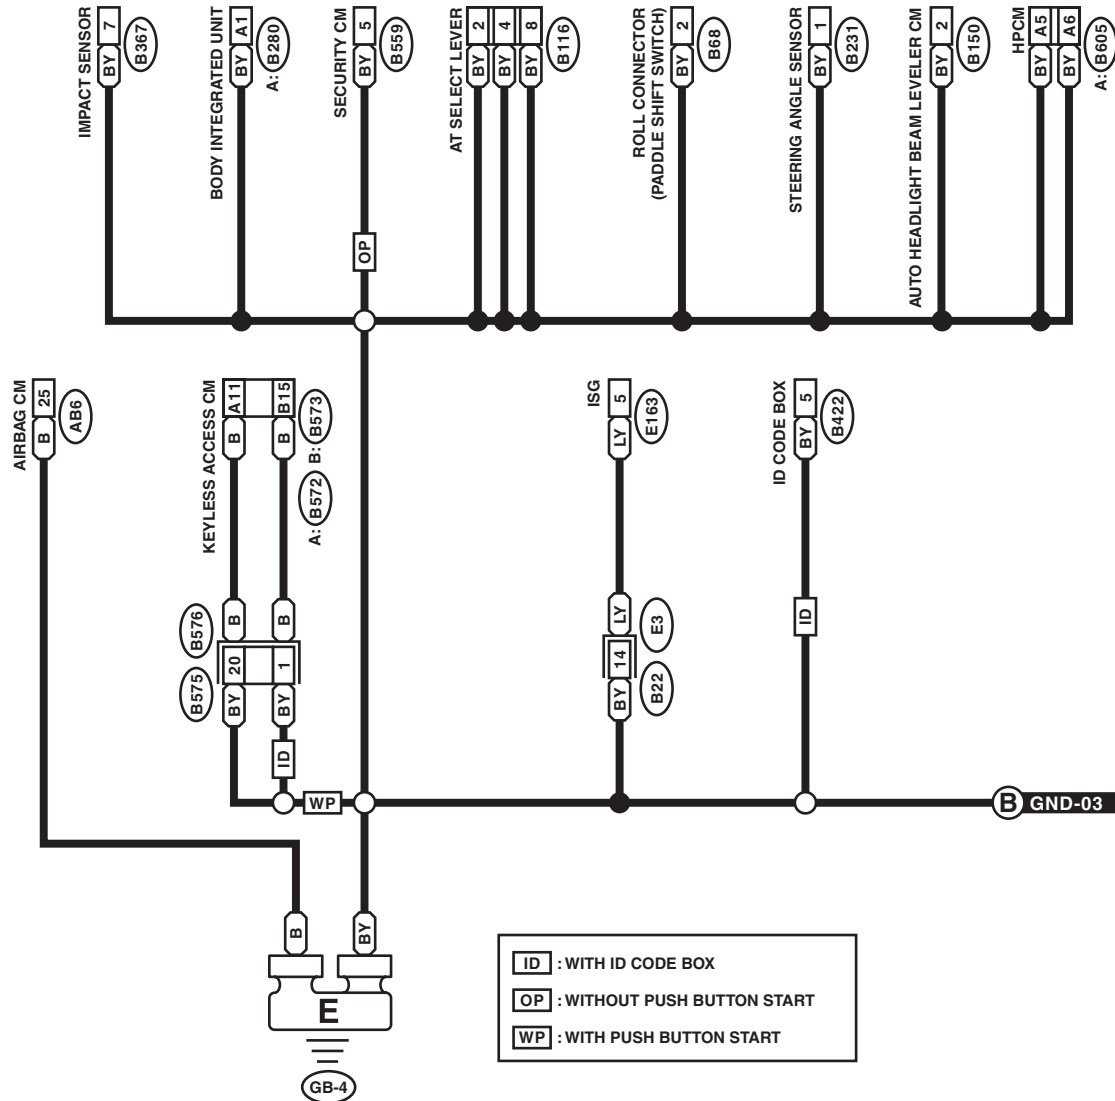 IMPACT SENSOR
7
BY
B367
BODY INTEGRATED UNIT
A1
BY
A: B280
SECURITY CM
5
BY
B559
OP
AT SELECT LEVER
2 4 8
BY BY BY
B116
ROLL CONNECTOR
(PADDLE SHIFT SWITCH)
2
BY
B68
STEERING ANGLE SENSOR
1
BY
B231
AUTO HEADLIGHT BEAM LEVELER CM
2
BY
B150
HPCM
A5 A6
BY BY
A: B605
AIRBAG CM
25
B
AB6
KEYLESS ACCESS CM
A11 B15
B B
B: B573
A: B572
B576
B B
20 1
B575
BY BY
ID
WP
ISG
5
LY
E163
LY
E3
14
BY
B22
ID CODE BOX
5
BY
B422
ID
B GND-03
B BY
E
GB-4
ID : WITH ID CODE BOX
OP : WITHOUT PUSH BUTTON START
WP : WITH PUSH BUTTON START